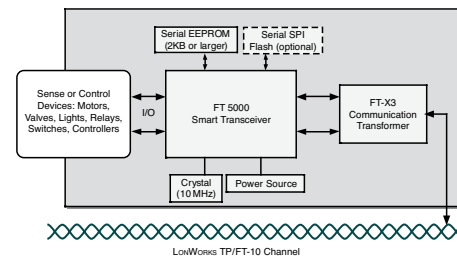 Serial EEPROM
(2KB or larger)
Serial SPI
Flash (optional)
Sense or Control
Devices: Motors,
Valves, Lights, Relays,
Switches, Controllers
I/O
FT 5000
Smart Transceiver
FT-X3
Communication
Transformer
Crystal
(10 MHz)
Power Source
LONWORKS TP/FT-10 Channel